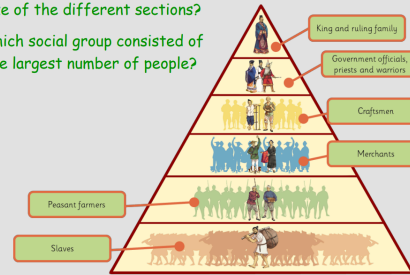 e of the different sections?
hich social group consisted of
e largest number of people?
King and ruling family
Government officials,
priests and warriors
Craftsmen
Merchants
Peasant farmers
Slaves